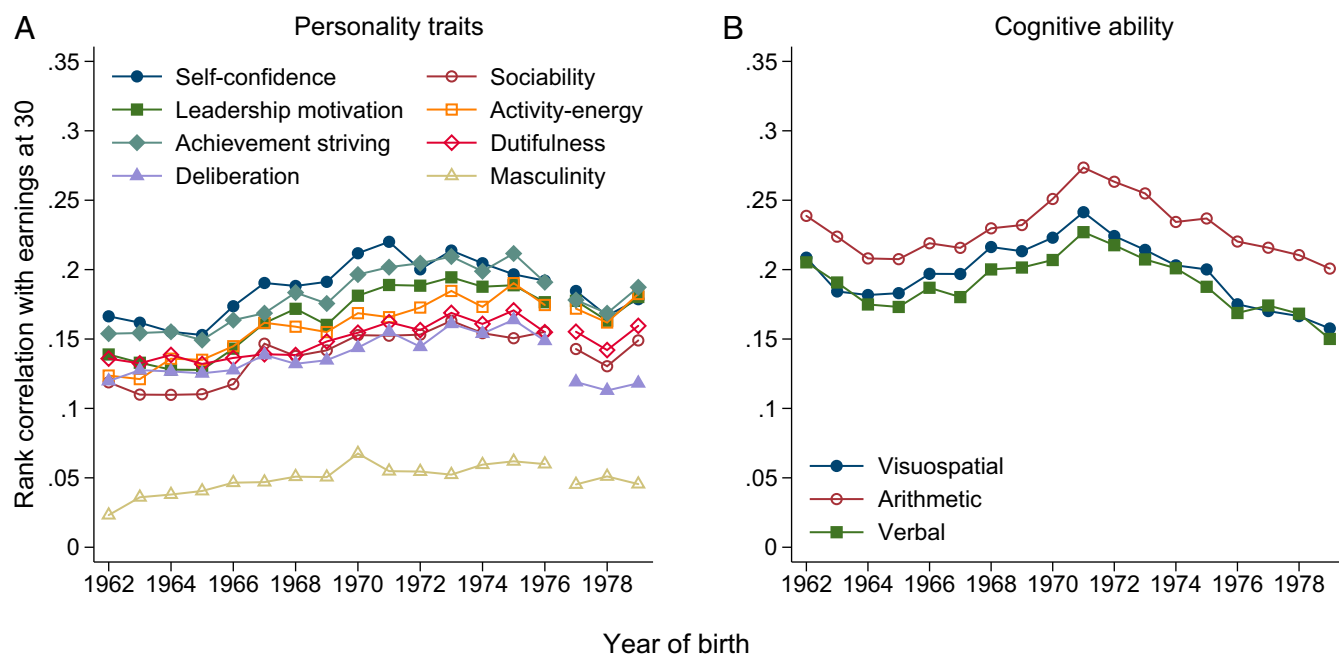 A
Personality traits
Rank correlation with earnings at 30
.35
.3
.25
.2
.15
.1
.05
0
Self-confidence
Leadership motivation
Achievement striving
Deliberation
Sociability
Activity-energy
Dutifulness
Masculinity
1962 1964 1966 1968 1970 1972 1974 1976 1978
B
Cognitive ability
.35
.3
.25
.2
.15
.1
.05
0
Visuospatial
Arithmetic
Verbal
1962 1964 1966 1968 1970 1972 1974 1976 1978
Year of birth